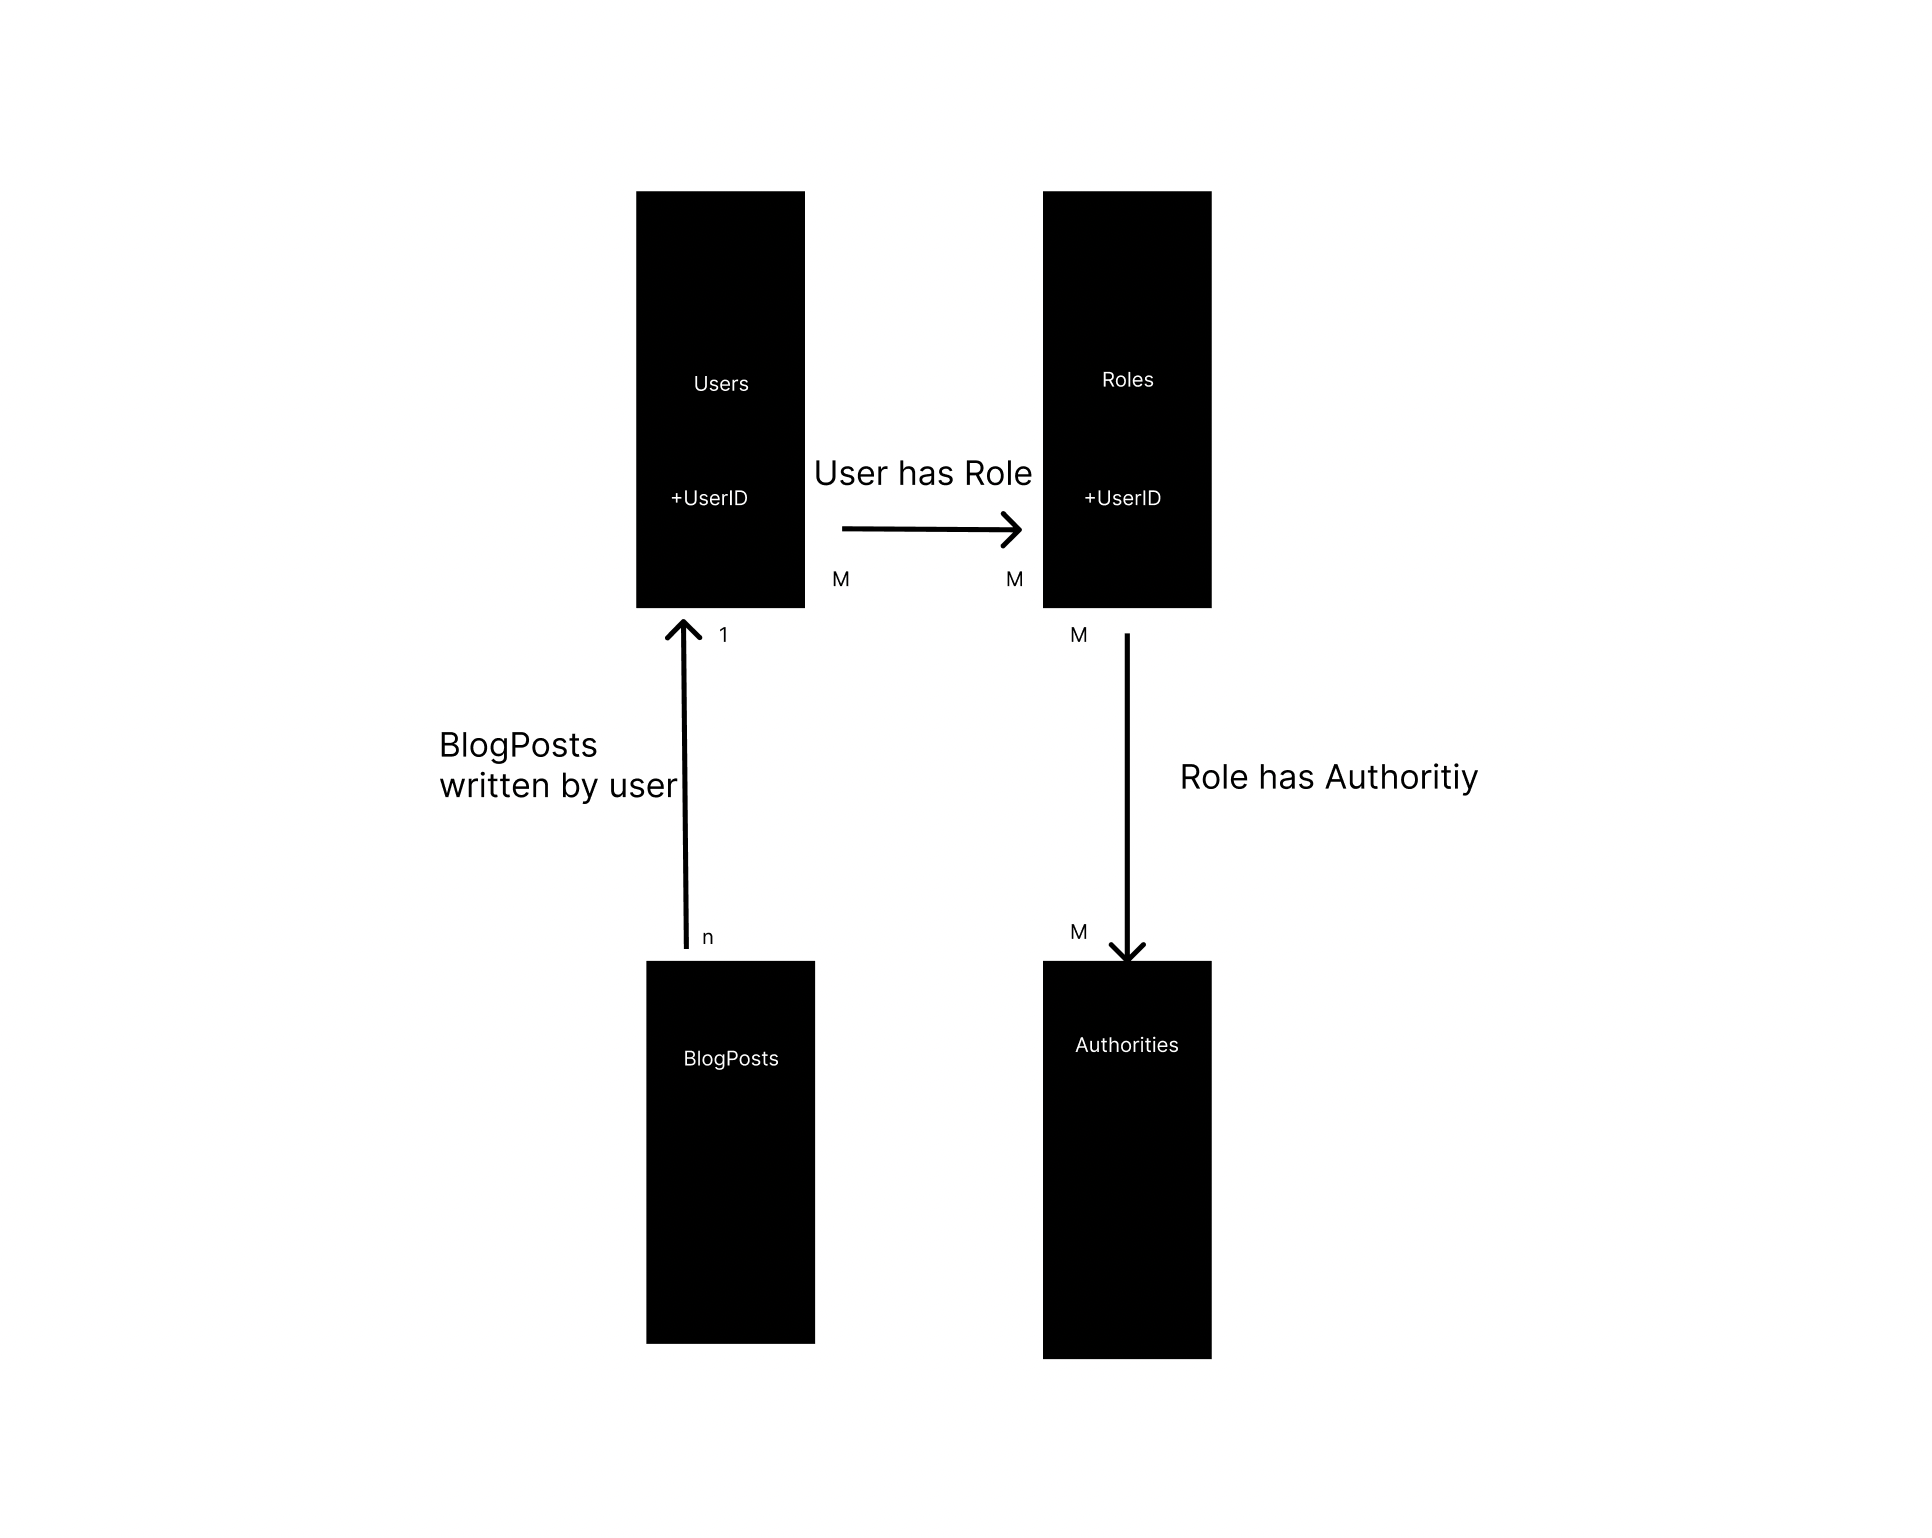 Users
Roles
User has Role
+UserID
+UserID
M
M
1
M
BlogPosts
written by user
Role has Authoritiy
n
M
BlogPosts
Authorities